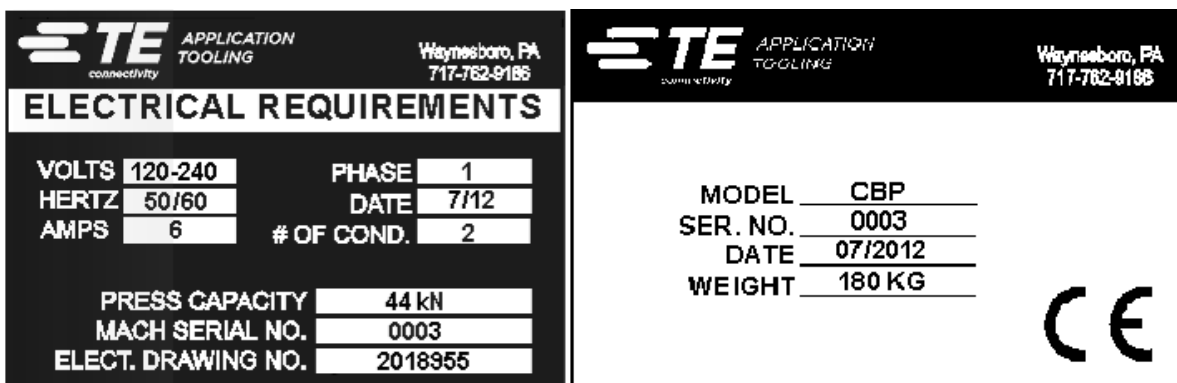 TE APPLICATION
TOOLING
connectivity
Waynesboro, PA
717-762-9186
ELECTRICAL REQUIREMENTS
VOLTS 120-240 PHASE 1
HERTZ 50/60 DATE 7/12
AMPS 6 # OF COND. 2
PRESS CAPACITY 44 kN
MACH SERIAL NO. 0003
ELECT. DRAWING NO. 2018955
TE APPLICATION
TOOLING
connectivity
Waynesboro, PA
717-762-9186
MODEL CBP
SER. NO. 0003
DATE 07/2012
WEIGHT 180 KG
CE